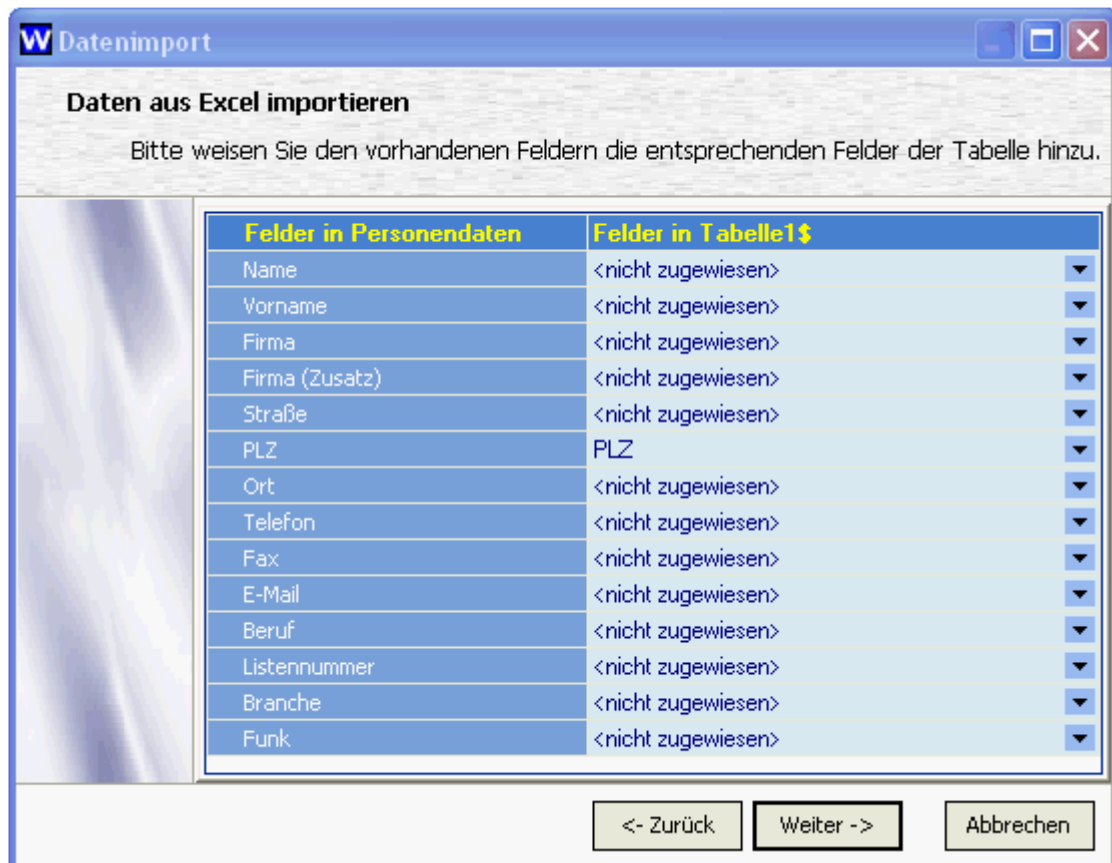 W Datenimport
Daten aus Excel importieren
Bitte weisen Sie den vorhandenen Feldern die entsprechenden Felder der Tabelle hinzu.
Felder in Personendaten Felder in Tabelle1$
Name <nicht zugewiesen>
Vorname <nicht zugewiesen>
Firma <nicht zugewiesen>
Firma (Zusatz) <nicht zugewiesen>
Straße <nicht zugewiesen>
PLZ PLZ
Ort <nicht zugewiesen>
Telefon <nicht zugewiesen>
Fax <nicht zugewiesen>
E-Mail <nicht zugewiesen>
Beruf <nicht zugewiesen>
Listennummer <nicht zugewiesen>
Branche <nicht zugewiesen>
Funk <nicht zugewiesen>
<- Zurück Weiter -> Abbrechen